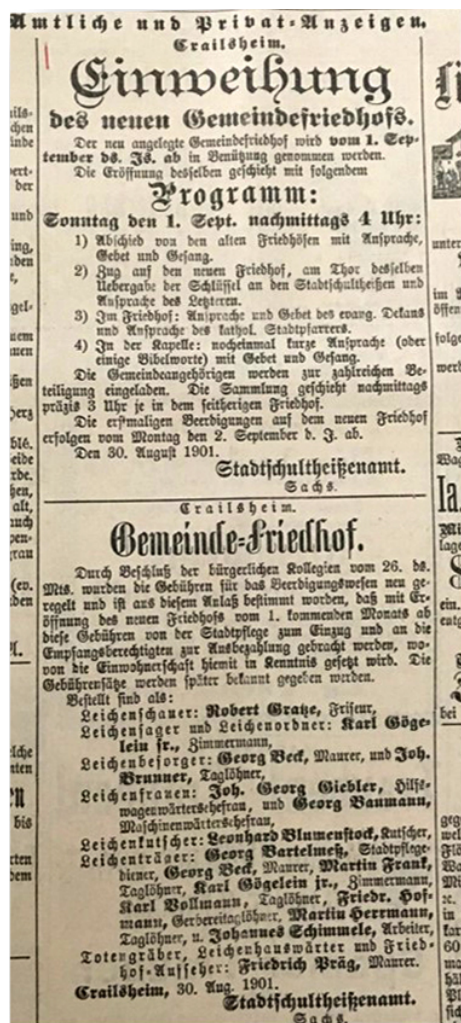 Amtliche und Privat-Anzeigen.
Crailsheim.
Einweihung
des neuen Gemeindefriedhofs.
Der neu angelegte Gemeindefriedhof wird vom 1. Sep-
tember ds. Js. ab in Benützung genommen werden.
Die Eröffnung desselben geschieht mit folgendem
Programm:
Sonntag den 1. Sept. nachmittags 4 Uhr:
1) Abschied von den alten Friedhöfen mit Ansprache,
Gebet und Gesang.
2) Zug auf den neuen Friedhof, am Thor desselben
Uebergabe der Schlüssel an den Stadtschultheißen und
Ansprache des Letzteren.
3) Im Friedhof: Ansprache und Gebet des evang. Dekans
und Ansprache des kathol. Stadtpfarrers.
4) In der Kapelle: nocheinmal kurze Ansprache (oder
einige Bibelworte) mit Gebet und Gesang.
Die Gemeindeangehörigen werden zur zahlreichen Be-
teiligung eingeladen. Die Sammlung geschieht nachmittags
präzis 3 Uhr je in dem seitherigen Friedhof.
Die erstmaligen Beerdigungen auf dem neuen Friedhof
erfolgen vom Montag den 2. September d. J. ab.
Den 30. August 1901.
Stadtschultheißenamt.
Sachs.
Crailsheim.
Gemeinde-Friedhof.
Durch Beschluß der bürgerlichen Kollegien vom 26. ds.
Mts. wurden die Gebühren für das Beerdigungswesen neu ge-
regelt und ist aus diesem Anlaß bestimmt worden, daß mit Er-
öffnung des neuen Friedhofs vom 1. kommenden Monats ab
diese Gebühren von der Stadtpflege zum Einzug und an die
Empfangsberechtigten zur Ausbezahlung gebracht werden, wo-
von die Einwohnerschaft hiemit in Kenntnis gesetzt wird. Die
Gebührensätze werden später bekannt gegeben werden.
Bestellt sind als:
Leichenschauer: Robert Gratze, Friseur,
Leichensager und Leichenordner: Karl Göge-
lein sr., Zimmermann,
Leichenbesorger: Georg Beck, Maurer, und Joh.
Brunner, Taglöhner,
Leichenfrauen: Joh. Georg Giebler, Hilfs-
wagenwärtersehefrau, und Georg Baumann,
Maschinenwärtersehefrau,
Leichenkutscher: Leonhard Blumenstock, Kutscher,
Leichenträger: Georg Bartelmeß, Stadtpflege-
diener, Georg Beck, Maurer, Martin Frank,
Taglöhner, Karl Gögelein jr., Zimmermann,
Karl Vollmann, Taglöhner, Friedr. Hof-
mann, Gerbereitaglöhner, Martin Herrmann,
Taglöhner, u. Johannes Schimmele, Arbeiter,
Totengräber, Leichenhauswärter und Fried-
hof-Aufseher: Friedrich Präg, Maurer.
Crailsheim, 30. Aug. 1901.
Stadtschultheißenamt.
Sachs.